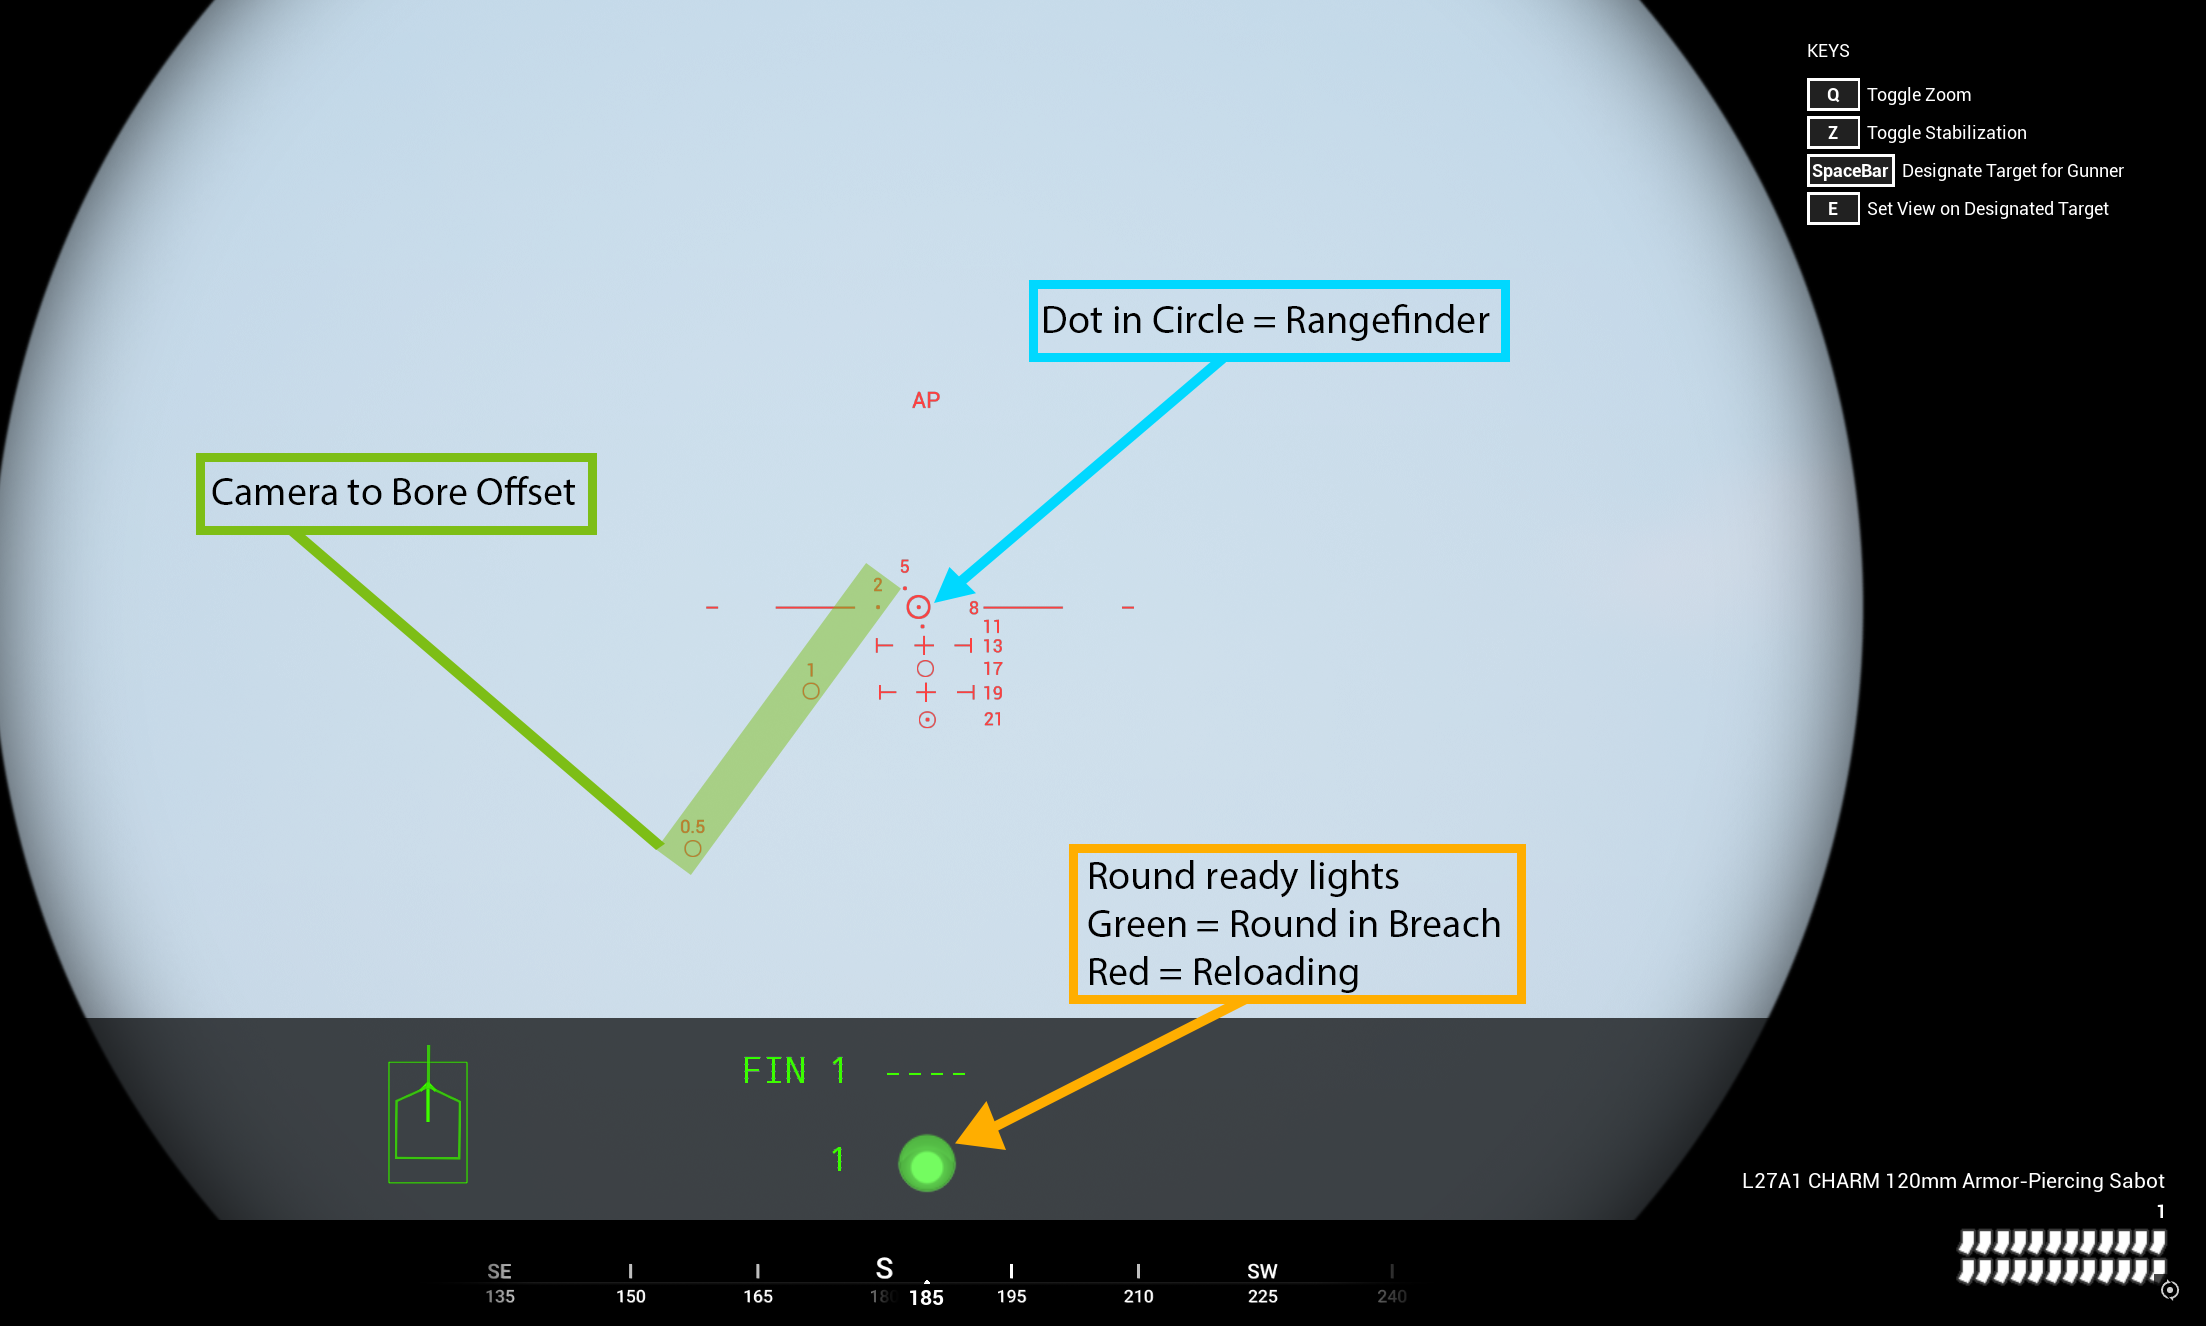 KEYS
Q Toggle Zoom
Z Toggle Stabilization
SpaceBar Designate Target for Gunner
E Set View on Designated Target
Dot in Circle = Rangefinder
AP
Camera to Bore Offset
5
2
8
11
13
1
17
19
21
0.5
Round ready lights
Green = Round in Breach
Red = Reloading
FIN 1 ----
1
L27A1 CHARM 120mm Armor-Piercing Sabot
1
SE S SW
135 150 165 180 185 195 210 225 240